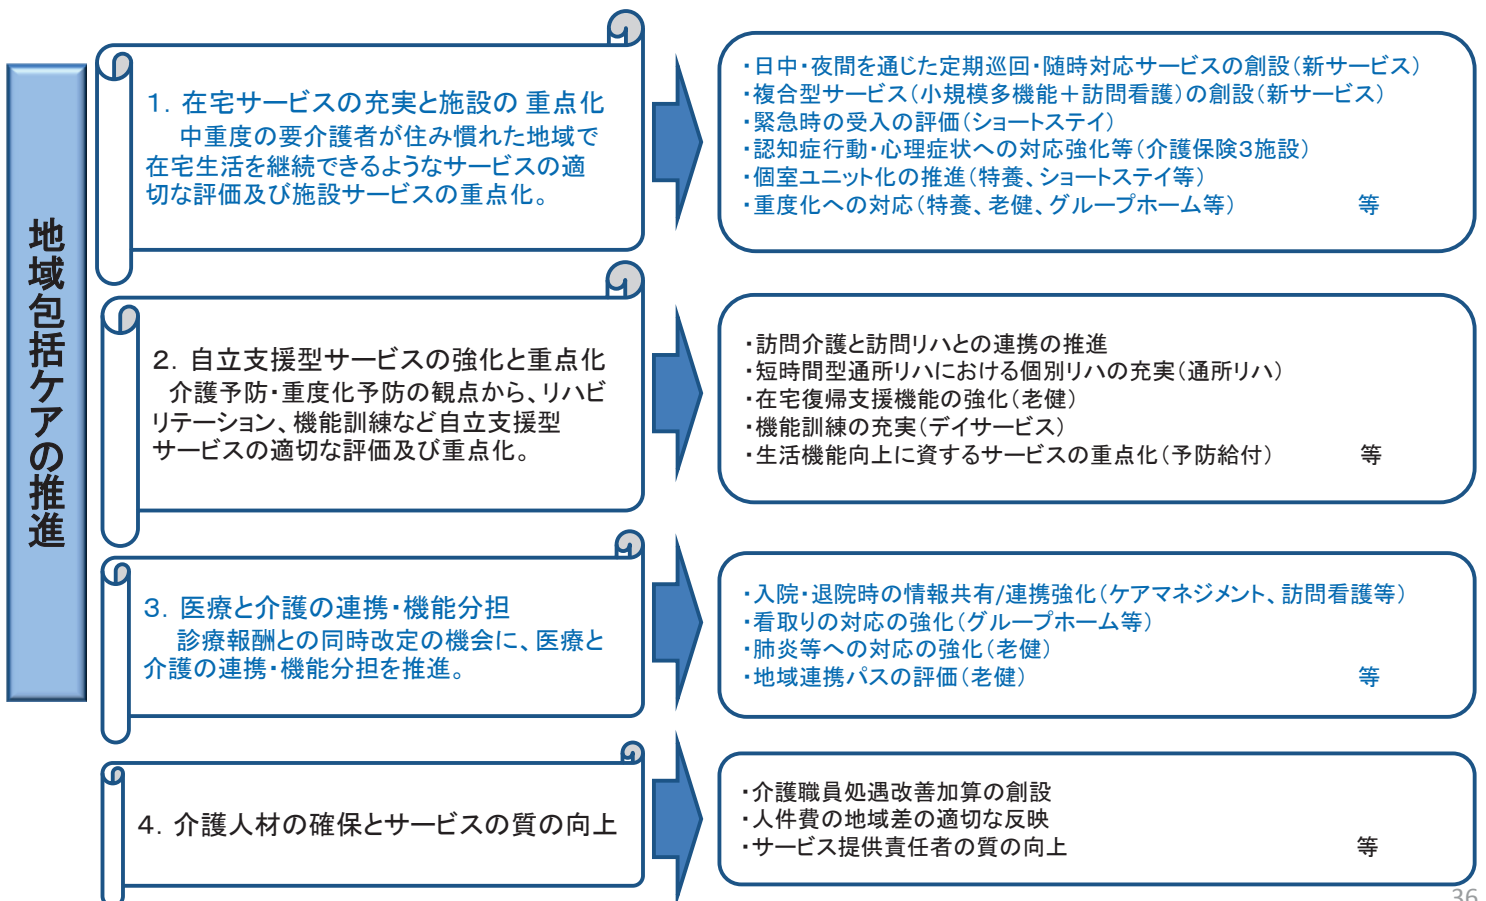 地域包括ケアの推進
１．在宅サービスの充実と施設の 重点化
中重度の要介護者が住み慣れた地域で
在宅生活を継続できるようなサービスの適
切な評価及び施設サービスの重点化。
・日中・夜間を通じた定期巡回・随時対応サービスの創設（新サービス）
・複合型サービス（小規模多機能＋訪問看護）の創設（新サービス）
・緊急時の受入の評価（ショートステイ）
・認知症行動・心理症状への対応強化等（介護保険３施設）
・個室ユニット化の推進（特養、ショートステイ等）
・重度化への対応（特養、老健、グループホーム等） 等
２．自立支援型サービスの強化と重点化
介護予防・重度化予防の観点から、リハビ
リテーション、機能訓練など自立支援型
サービスの適切な評価及び重点化。
・訪問介護と訪問リハとの連携の推進
・短時間型通所リハにおける個別リハの充実（通所リハ）
・在宅復帰支援機能の強化（老健）
・機能訓練の充実（デイサービス）
・生活機能向上に資するサービスの重点化（予防給付） 等
３．医療と介護の連携・機能分担
診療報酬との同時改定の機会に、医療と
介護の連携・機能分担を推進。
・入院・退院時の情報共有/連携強化（ケアマネジメント、訪問看護等）
・看取りの対応の強化（グループホーム等）
・肺炎等への対応の強化（老健）
・地域連携パスの評価（老健） 等
４．介護人材の確保とサービスの質の向上
・介護職員処遇改善加算の創設
・人件費の地域差の適切な反映
・サービス提供責任者の質の向上 等
36